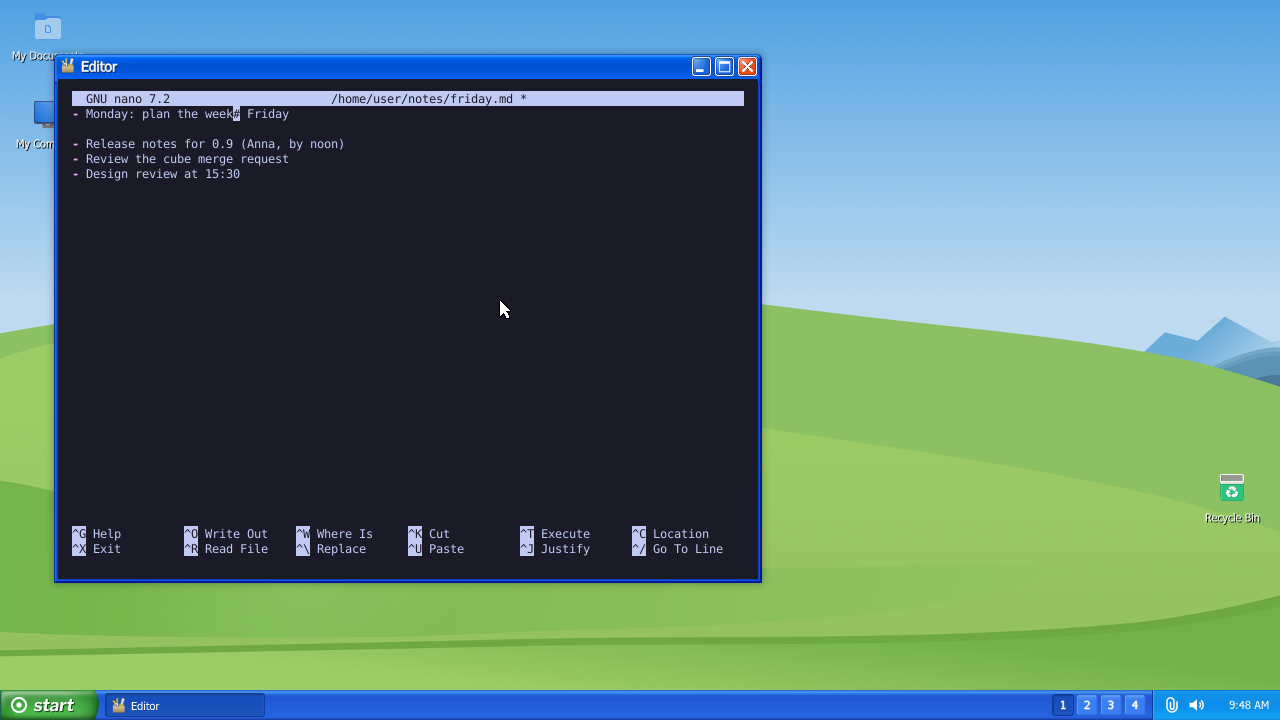 My Docum
My Com
Editor
GNU nano 7.2 /home/user/notes/friday.md *
- Monday: plan the week# Friday
- Release notes for 0.9 (Anna, by noon)
- Review the cube merge request
- Design review at 15:30
^G Help ^O Write Out ^W Where Is ^K Cut ^T Execute ^C Location
^X Exit ^R Read File ^\ Replace ^U Paste ^J Justify ^/ Go To Line
Recycle Bin
start Editor 1 2 3 4 9:48 AM